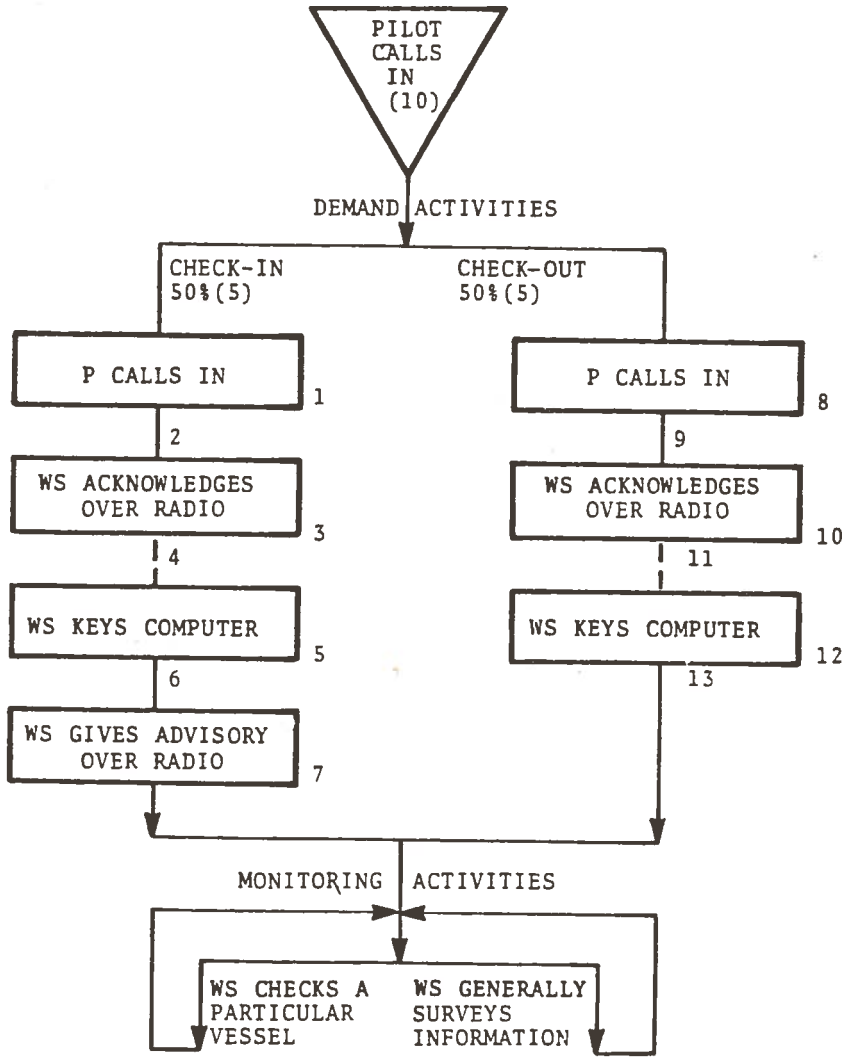 PILOT
CALLS
IN
(10)
DEMAND ACTIVITIES
CHECK-IN
50%(5)
CHECK-OUT
50%(5)
P CALLS IN
1
2
WS ACKNOWLEDGES
OVER RADIO
3
4
WS KEYS COMPUTER
5
6
WS GIVES ADVISORY
OVER RADIO
7
P CALLS IN
8
9
WS ACKNOWLEDGES
OVER RADIO
10
11
WS KEYS COMPUTER
12
13
MONITORING ACTIVITIES
WS CHECKS A
PARTICULAR
VESSEL
WS GENERALLY
SURVEYS
INFORMATION